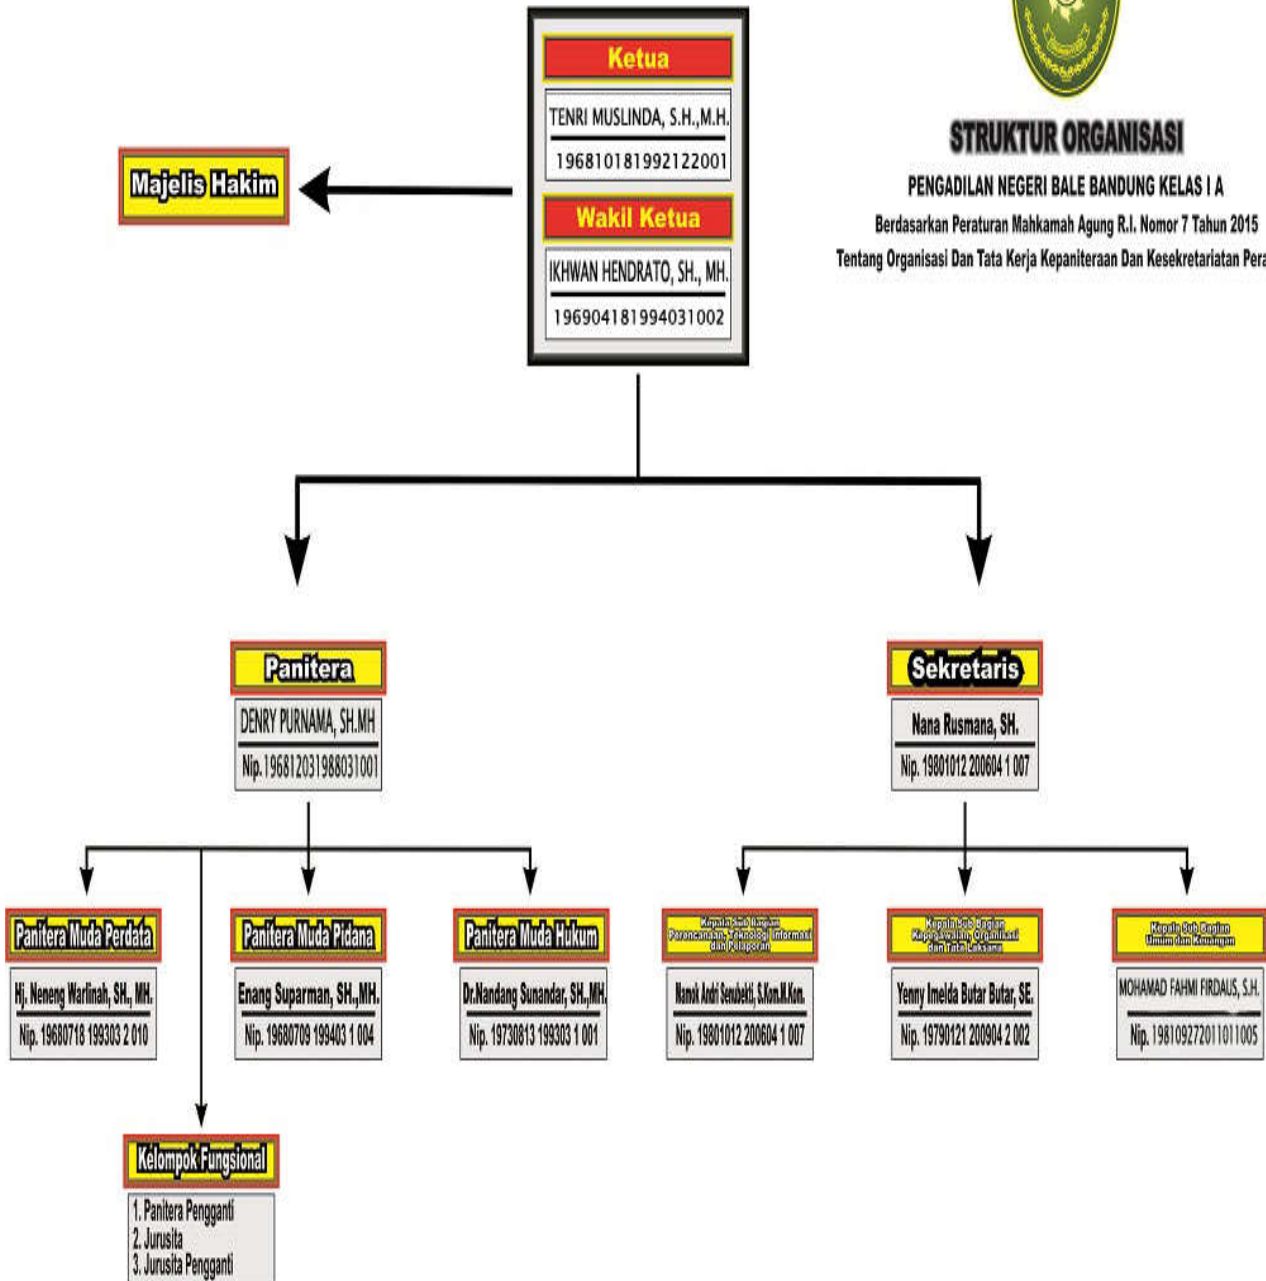 Ketua
TENRI MUSLINDA, S.H.,M.H.
196810181992122001
Wakil Ketua
IKHWAN HENDRATO, SH., MH.
196904181994031002
Majelis Hakim
STRUKTUR ORGANISASI
PENGADILAN NEGERI BALE BANDUNG KELAS I A
Berdasarkan Peraturan Mahkamah Agung R.I. Nomor 7 Tahun 2015
Tentang Organisasi Dan Tata Kerja Kepaniteraan Dan Kesekretariatan Pera
Panitera
DENRY PURNAMA, SH.MH
Nip. 196812031988031001
Sekretaris
Nana Rusmana, SH.
Nip. 19801012 200604 1 007
Panitera Muda Perdata
Hj. Neneng Warlinah, SH., MH.
Nip. 19680718 199303 2 010
Panitera Muda Pidana
Enang Suparman, SH.,MH.
Nip. 19680709 199403 1 004
Panitera Muda Hukum
Dr.Nandang Sunandar, SH.,MH.
Nip. 19730813 199303 1 001
Kepala Sub Bagian
Perencanaan, Teknologi Informasi
dan Pelaporan
Namok Andri Senubekti, S.Kom.M.Kom.
Nip. 19801012 200604 1 007
Kepala Sub Bagian
Kepegawaian, Organisasi
dan Tata Laksana
Yenny Imelda Butar Butar, SE.
Nip. 19790121 200904 2 002
Kepala Sub Bagian
Umum dan Keuangan
MOHAMAD FAHMI FIRDAUS, S.H.
Nip. 198109272011011005
Kelompok Fungsional
1. Panitera Pengganti
2. Jurusita
3. Jurusita Pengganti